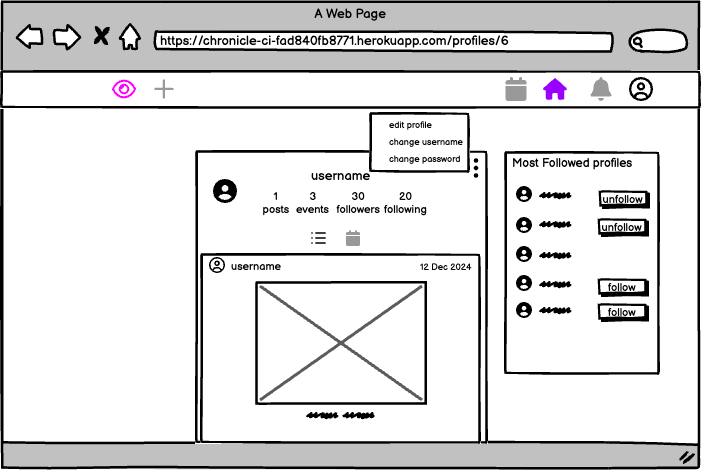 A Web Page
https://chronicle-ci-fad840fb8771.herokuapp.com/profiles/6
edit profile
change username
change password
username
1 3 30 20
posts events followers following
username 12 Dec 2024
Most Followed profiles
unfollow
unfollow
follow
follow